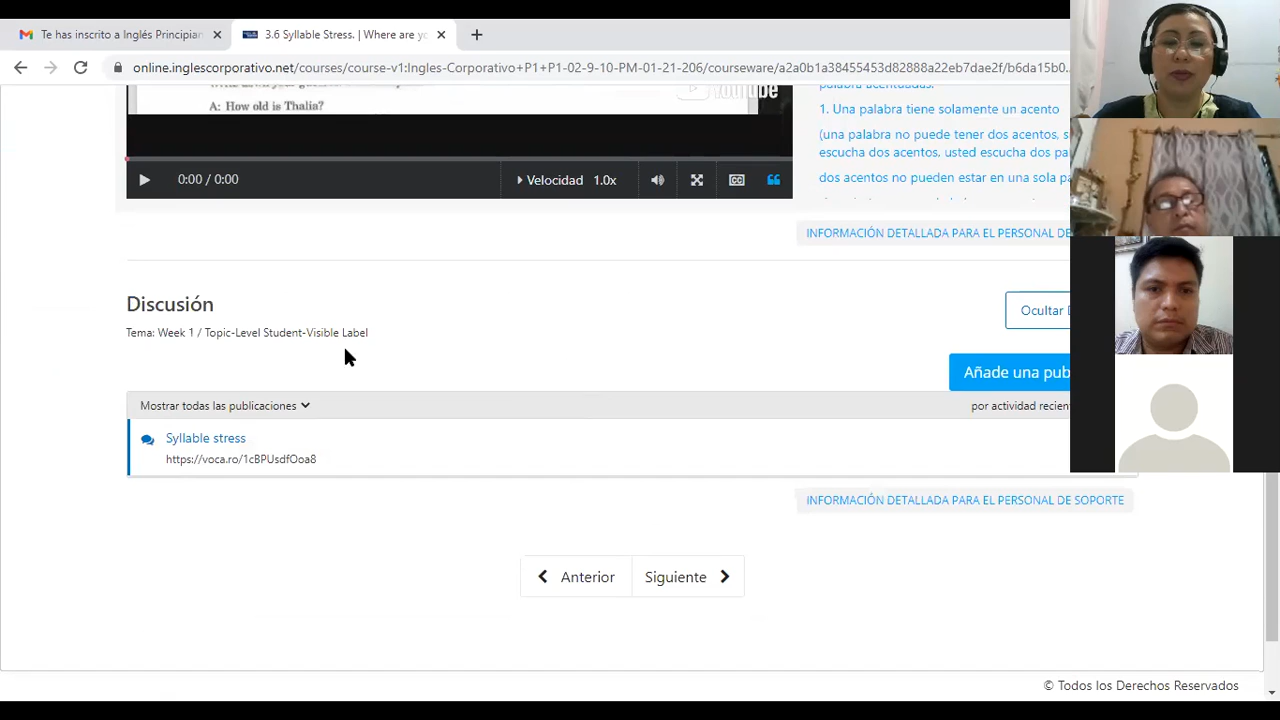 Te has inscrito a Inglés Principian
3.6 Syllable Stress. | Where are yo
online.inglescorporativo.net/courses/course-v1:Ingles-Corporativo+P1+P1-02-9-10-PM-01-21-206/courseware/a2a0b1a38455453d82888a22eb7dae2f/b6da15b0...
A: How old is Thalin?
YouTube
palabra acentuadas.
1. Una palabra tiene solamente un acento
(una palabra no puede tener dos acentos, s
escucha dos acentos, usted escucha dos pa
dos acentos no pueden estar en una sola p
0:00 / 0:00
Velocidad 1.0x
INFORMACIÓN DETALLADA PARA EL PERSONAL DE
Discusión
Tema: Week 1 / Topic-Level Student-Visible Label
Ocultar
Añade una pub
Mostrar todas las publicaciones
por actividad recien
Syllable stress
https://voca.ro/1cBPUsdfOoa8
INFORMACIÓN DETALLADA PARA EL PERSONAL DE SOPORTE
Anterior
Siguiente
© Todos los Derechos Reservados